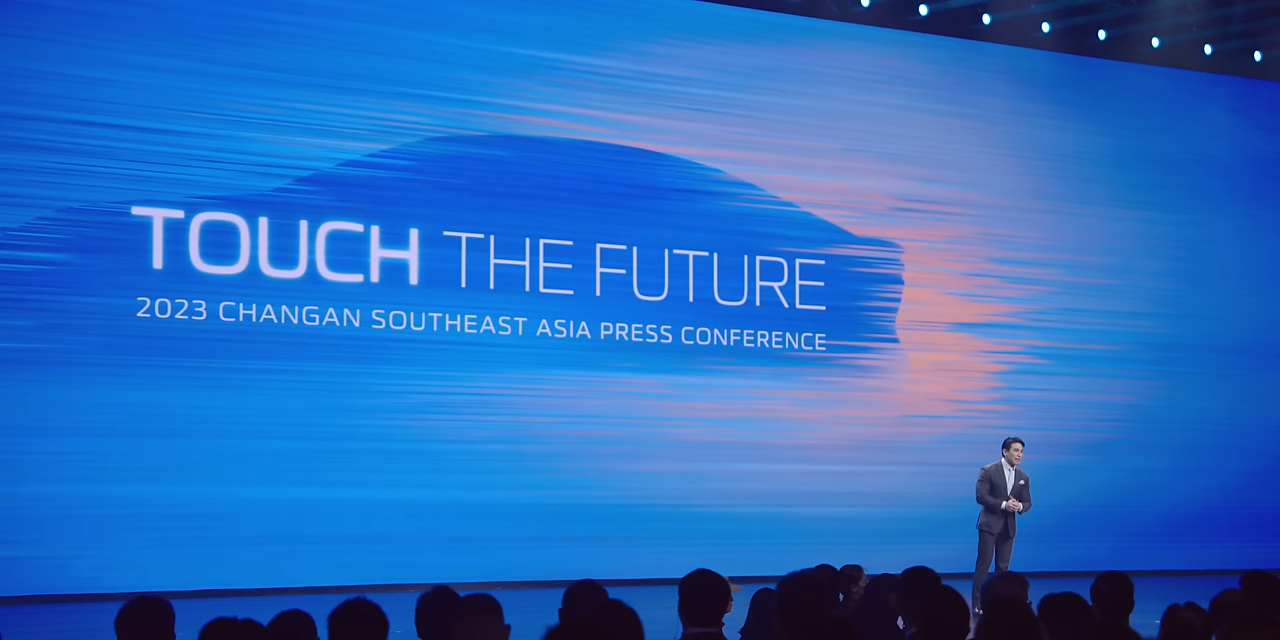 TOUCH THE FUTURE
2023 CHANGAN SOUTHEAST ASIA PRESS CONFERENCE